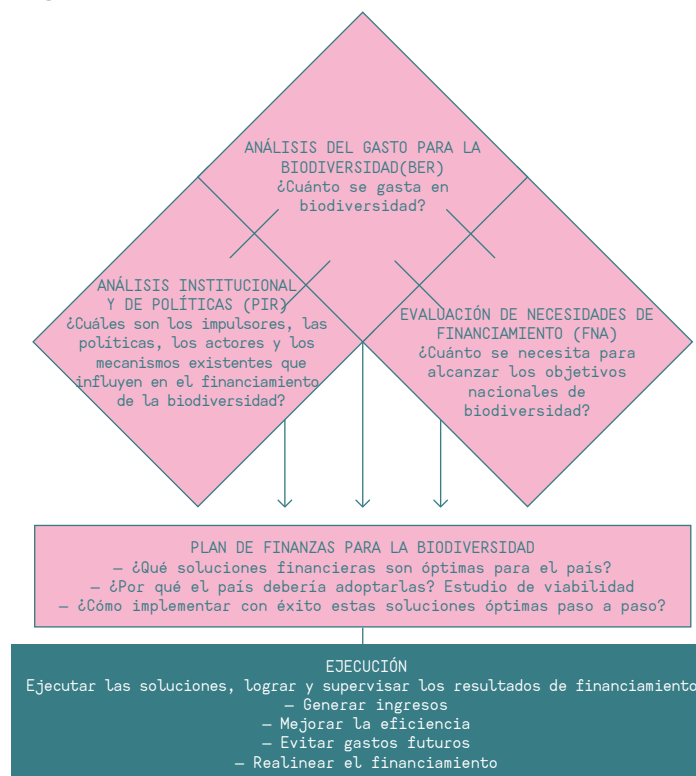 ANÁLISIS DEL GASTO PARA LA
BIODIVERSIDAD(BER)
¿Cuánto se gasta en
biodiversidad?
ANÁLISIS INSTITUCIONAL
Y DE POLÍTICAS (PIR)
¿Cuáles son los impulsores, las
políticas, los actores y los
mecanismos existentes que
influyen en el financiamiento
de la biodiversidad?
EVALUACIÓN DE NECESIDADES DE
FINANCIAMIENTO (FNA)
¿Cuánto se necesita para
alcanzar los objetivos
nacionales de
biodiversidad?
PLAN DE FINANZAS PARA LA BIODIVERSIDAD
— ¿Qué soluciones financieras son óptimas para el país?
— ¿Por qué el país debería adoptarlas? Estudio de viabilidad
— ¿Cómo implementar con éxito estas soluciones óptimas paso a paso?
EJECUCIÓN
Ejecutar las soluciones, lograr y supervisar los resultados de financiamiento
— Generar ingresos
— Mejorar la eficiencia
— Evitar gastos futuros
— Realinear el financiamiento